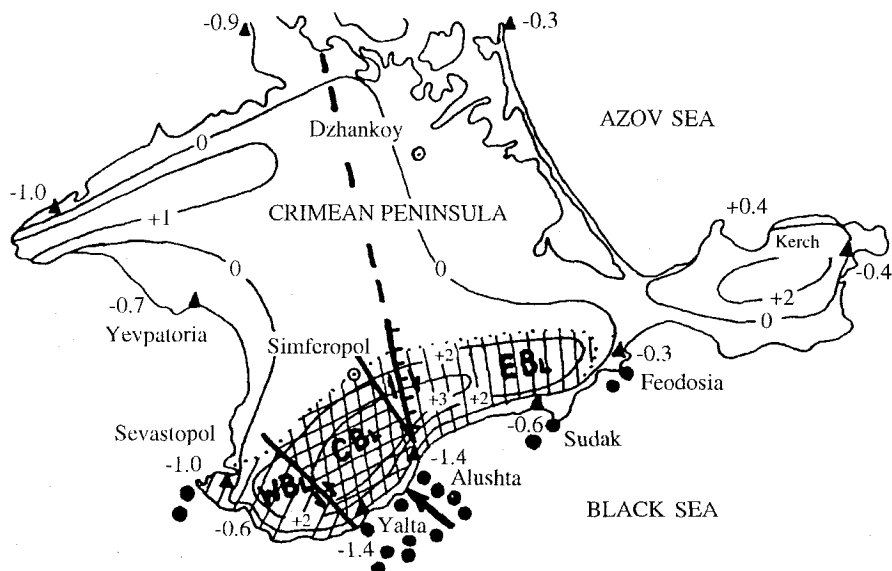 -0.9
-0.3
Dzhankoy
AZOV SEA
0
-1.0
+1
CRIMEAN PENINSULA
+0.4
Kerch
0
0
-0.4
+2
-0.7
0
Yevpatoria
Simferopol
+2
EBL
-0.3
Feodosia
+3
+2
Sevastopol
CBL
-0.6
Sudak
-1.0
-1.4
WBL
Alushta
BLACK SEA
-0.6
+2
Yalta
-1.4